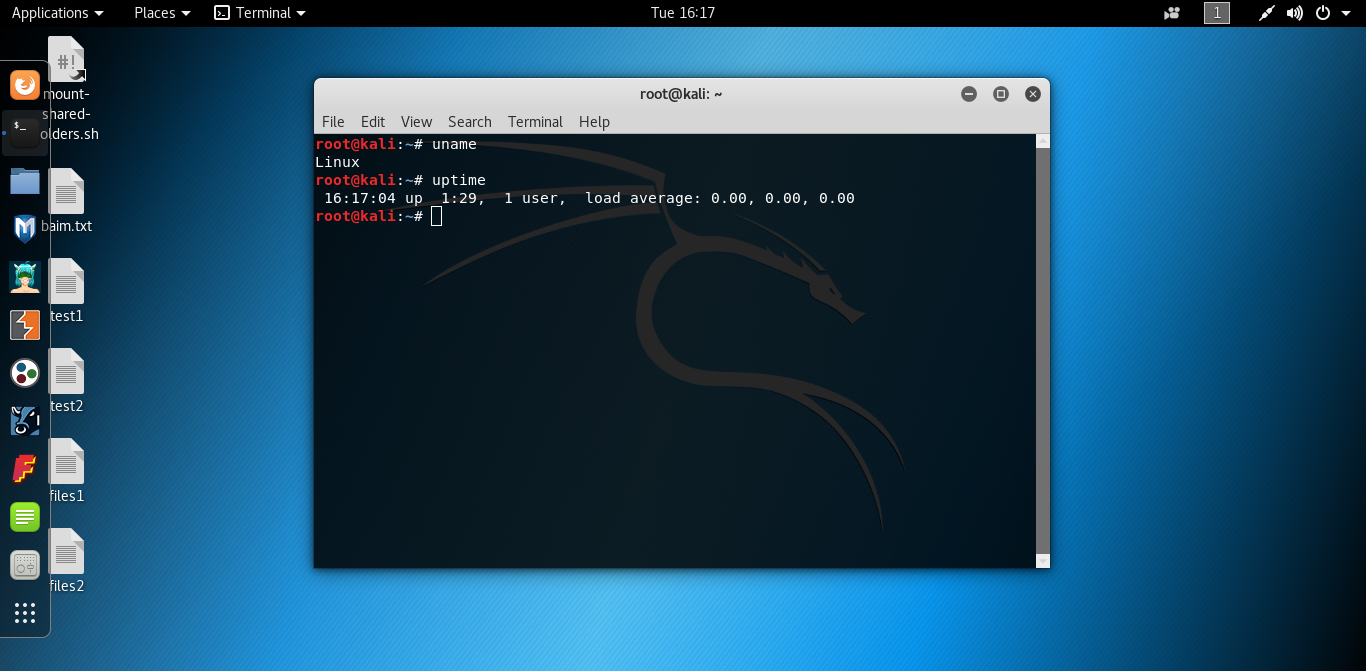 Applications Places Terminal Tue 16:17 1
#!
mount-
shared-
olders.sh
baim.txt
test1
test2
files1
files2
$_
root@kali: ~
File Edit View Search Terminal Help
root@kali:~# uname
Linux
root@kali:~# uptime
 16:17:04 up  1:29,  1 user,  load average: 0.00, 0.00, 0.00
root@kali:~#